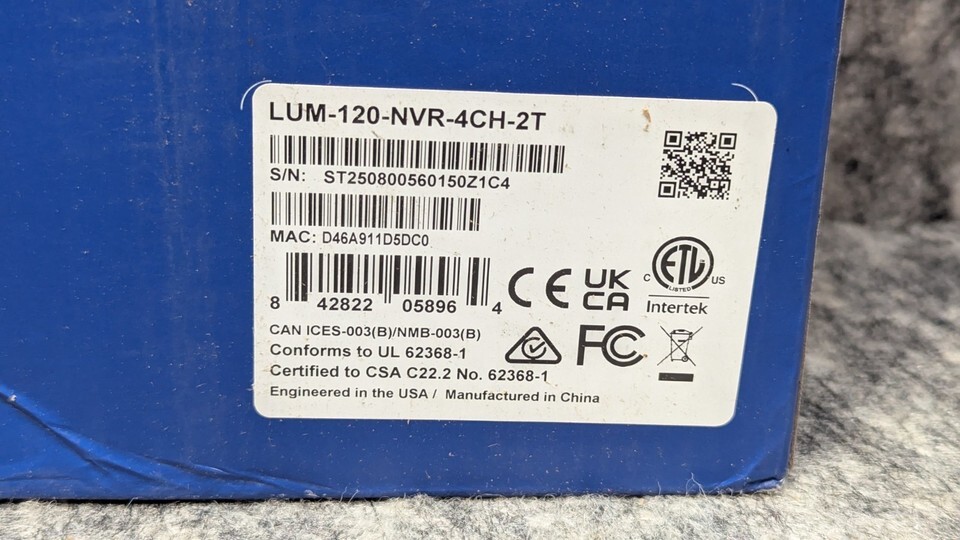 LUM-120-NVR-4CH-2T
S/N: ST250800560150Z1C4
MAC: D46A911D5DC0
8 42822 05896 4
CE
UK
CA
C ETL US
LISTED
Intertek
CAN ICES-003(B)/NMB-003(B)
Conforms to UL 62368-1
FC
Certified to CSA C22.2 No. 62368-1
Engineered in the USA / Manufactured in China